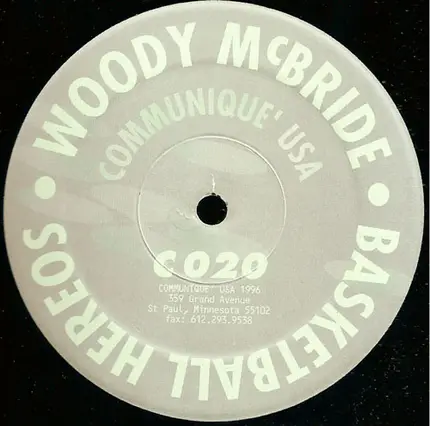 WOODY McBRIDE • BASKETBALL HEREOS •
COMMUNIQUE' USA
C 020
COMMUNIQUE' USA 1996
359 Grand Avenue
St Paul, Minnesota 55102
fax: 612.293.9538